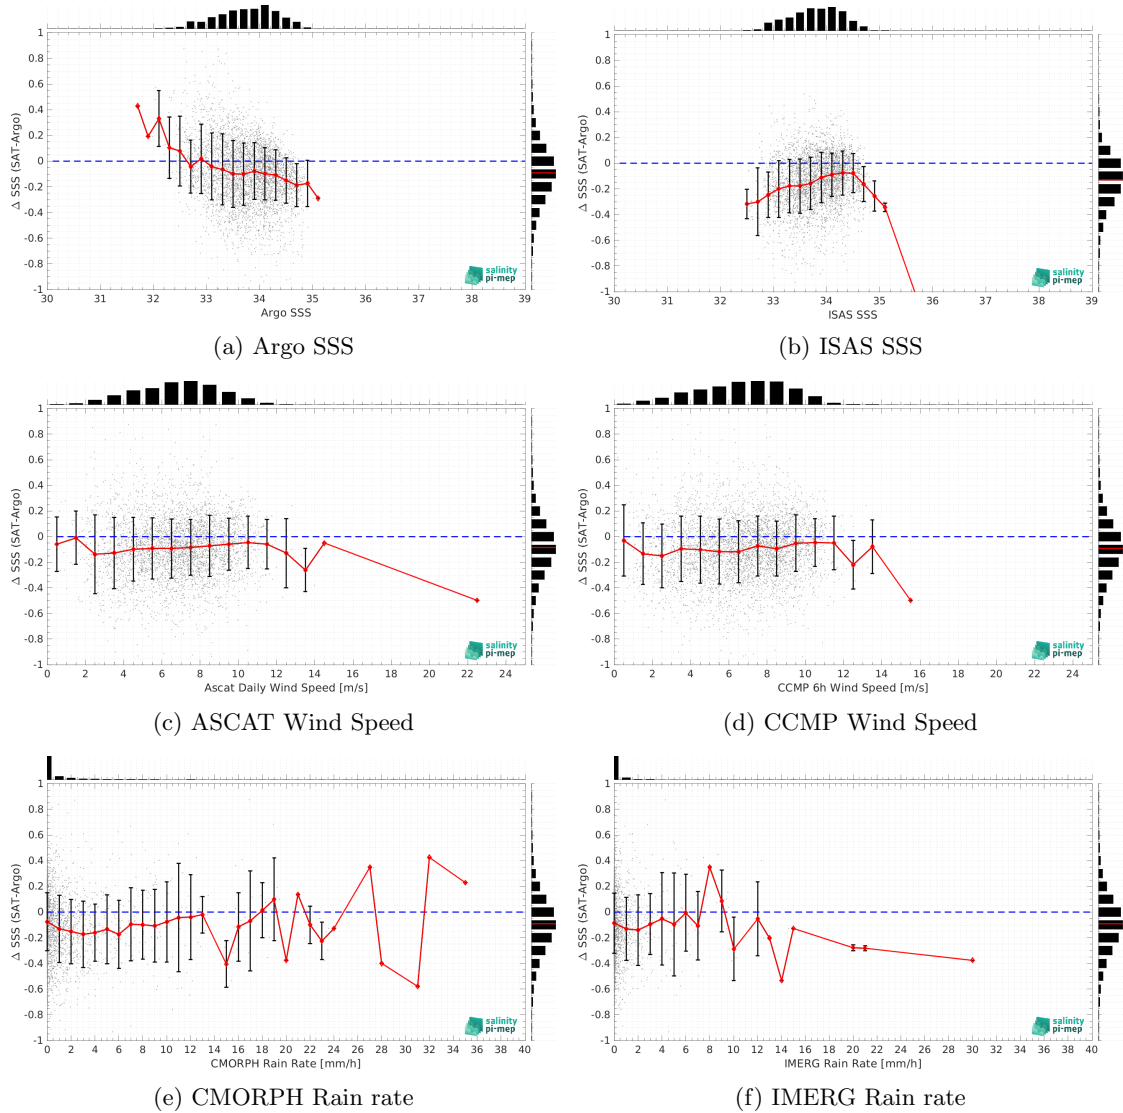 1
0.8
0.6
0.4
0.2
0
-0.2
-0.4
-0.6
-0.8
-1
Δ SSS (SAT-Argo)
30 31 32 33 34 35 36 37 38 39
Argo SSS
salinity
pi-mep
(a) Argo SSS
1
0.8
0.6
0.4
0.2
0
-0.2
-0.4
-0.6
-0.8
-1
Δ SSS (SAT-Argo)
30 31 32 33 34 35 36 37 38 39
ISAS SSS
salinity
pi-mep
(b) ISAS SSS
1
0.8
0.6
0.4
0.2
0
-0.2
-0.4
-0.6
-0.8
-1
Δ SSS (SAT-Argo)
0 2 4 6 8 10 12 14 16 18 20 22 24
Ascat Daily Wind Speed [m/s]
salinity
pi-mep
(c) ASCAT Wind Speed
1
0.8
0.6
0.4
0.2
0
-0.2
-0.4
-0.6
-0.8
-1
Δ SSS (SAT-Argo)
0 2 4 6 8 10 12 14 16 18 20 22 24
CCMP 6h Wind Speed [m/s]
salinity
pi-mep
(d) CCMP Wind Speed
1
0.8
0.6
0.4
0.2
0
-0.2
-0.4
-0.6
-0.8
-1
Δ SSS (SAT-Argo)
0 2 4 6 8 10 12 14 16 18 20 22 24 26 28 30 32 34 36 38 40
CMORPH Rain Rate [mm/h]
salinity
pi-mep
(e) CMORPH Rain rate
1
0.8
0.6
0.4
0.2
0
-0.2
-0.4
-0.6
-0.8
-1
Δ SSS (SAT-Argo)
0 2 4 6 8 10 12 14 16 18 20 22 24 26 28 30 32 34 36 38 40
IMERG Rain Rate [mm/h]
salinity
pi-mep
(f) IMERG Rain rate